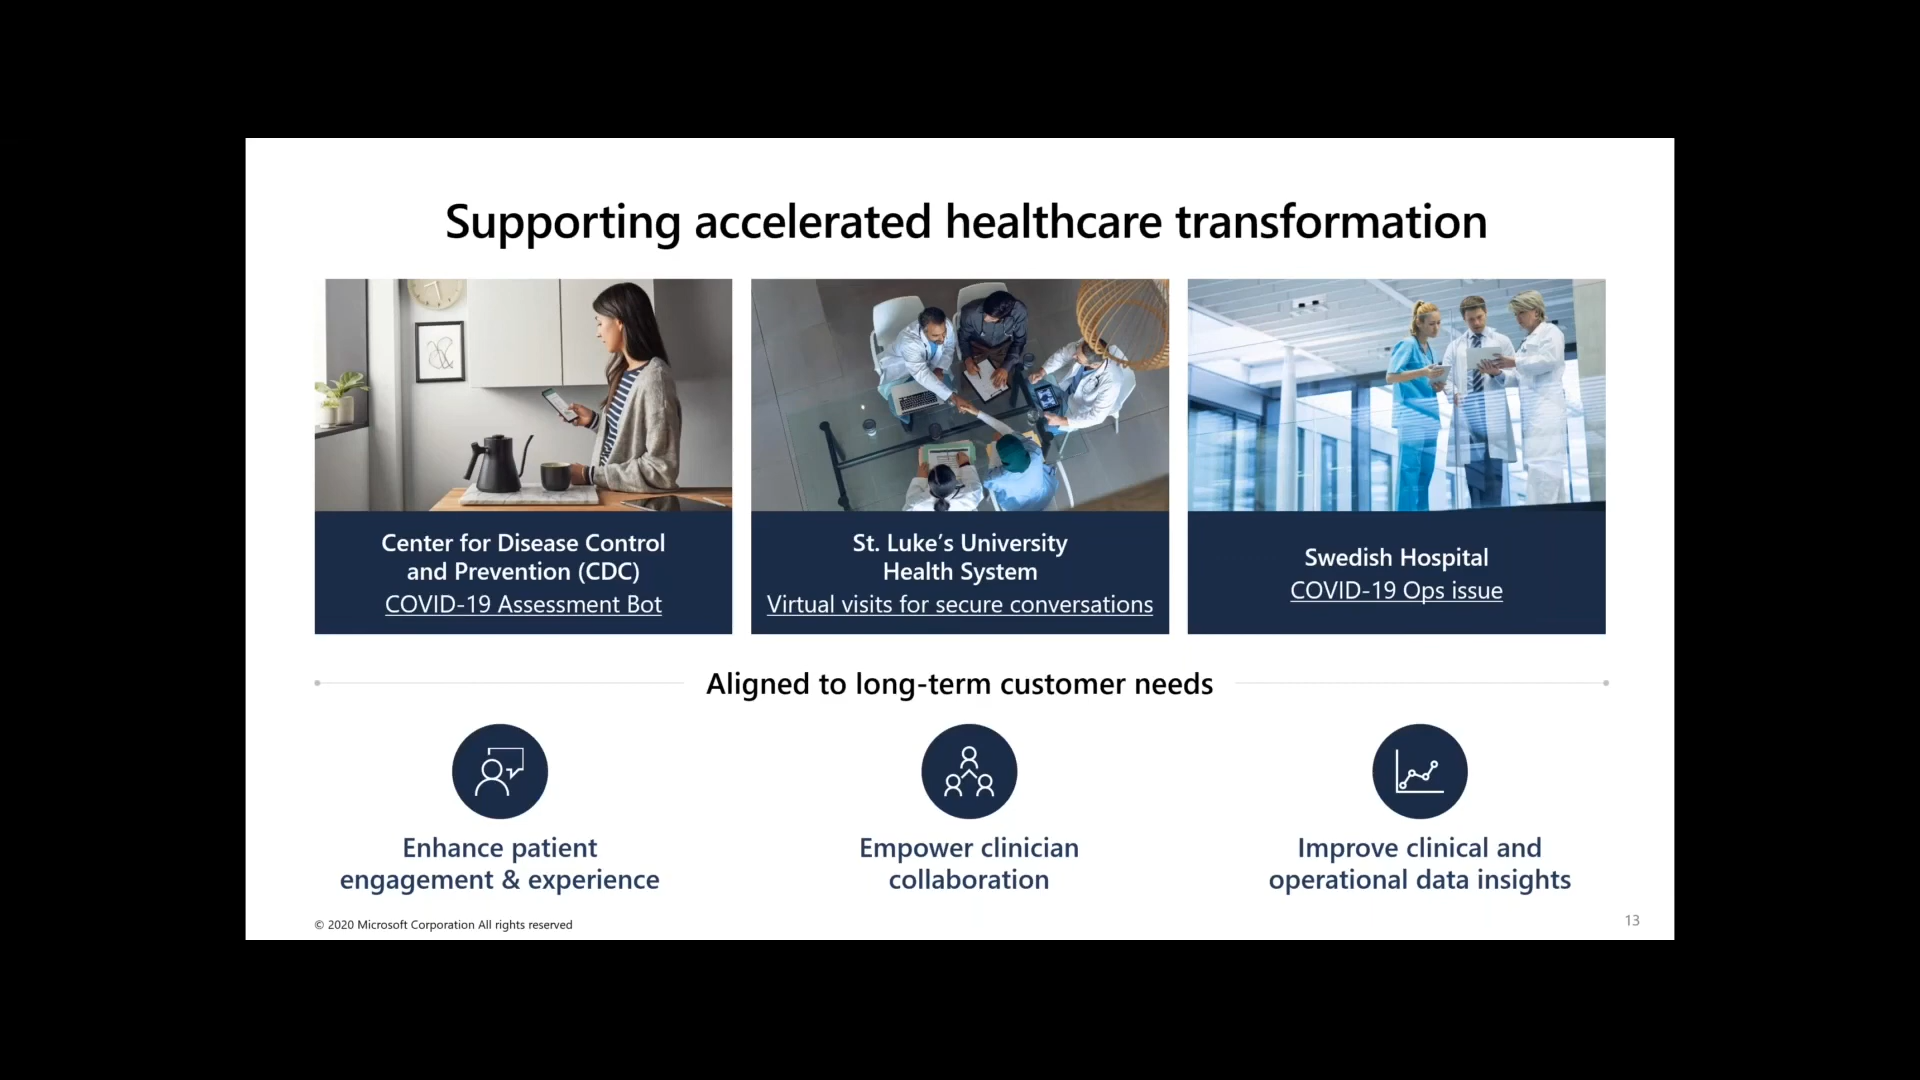 Supporting accelerated healthcare transformation
Center for Disease Control
and Prevention (CDC)
COVID-19 Assessment Bot
St. Luke's University
Health System
Virtual visits for secure conversations
Swedish Hospital
COVID-19 Ops issue
Aligned to long-term customer needs
Enhance patient
engagement & experience
Empower clinician
collaboration
Improve clinical and
operational data insights
© 2020 Microsoft Corporation All rights reserved
13